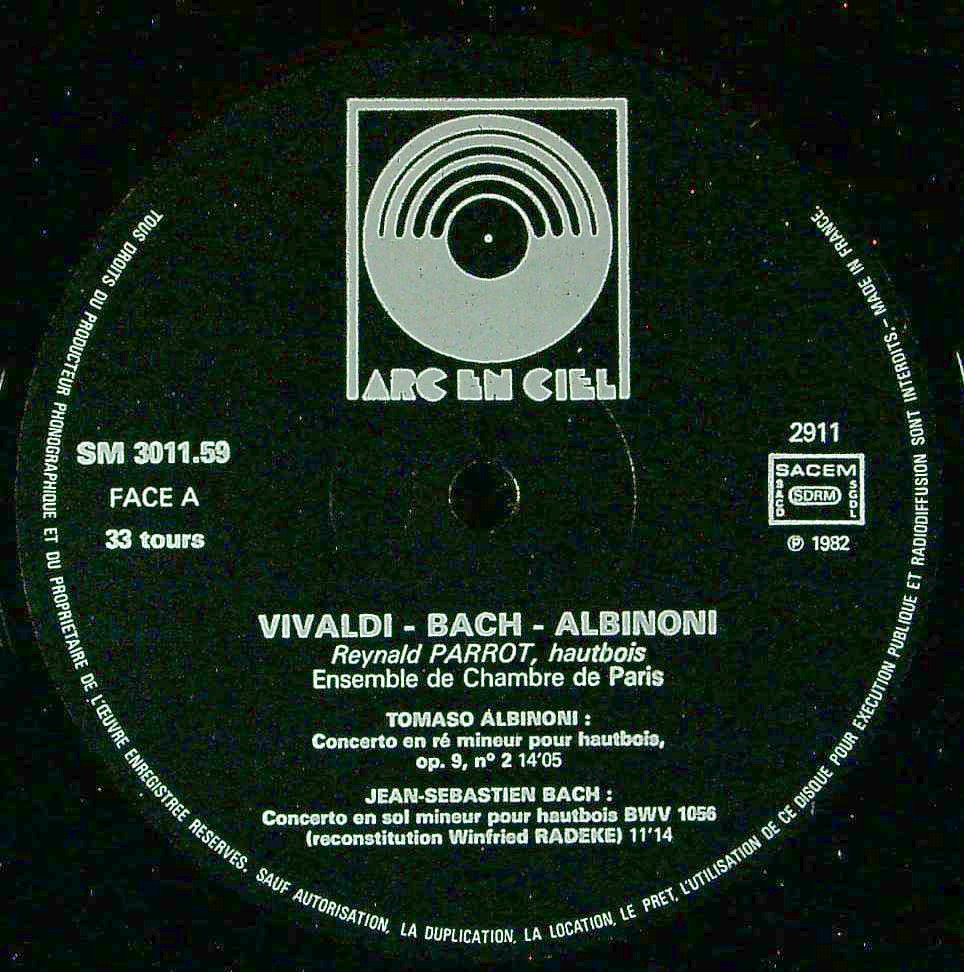 ARC EN CIEL
SM 3011.59
FACE A
33 tours
2911
SACEM
SACD
SDRM
SGDL
℗ 1982
VIVALDI - BACH - ALBINONI
Reynald PARROT, hautbois
Ensemble de Chambre de Paris
TOMASO ALBINONI :
Concerto en ré mineur pour hautbois,
op. 9, nº 2 14'05
JEAN-SEBASTIEN BACH :
Concerto en sol mineur pour hautbois BWV 1056
(reconstitution Winfried RADEKE) 11'14
TOUS DROITS DU PRODUCTEUR PHONOGRAPHIQUE ET DU PROPRIETAIRE DE L'ŒUVRE ENREGISTREE RESERVES. SAUF AUTORISATION, LA DUPLICATION, LA LOCATION, LE PRET, L'UTILISATION DE CE DISQUE POUR EXECUTION PUBLIQUE ET RADIODIFFUSION SONT INTERDITS.- MADE IN FRANCE.